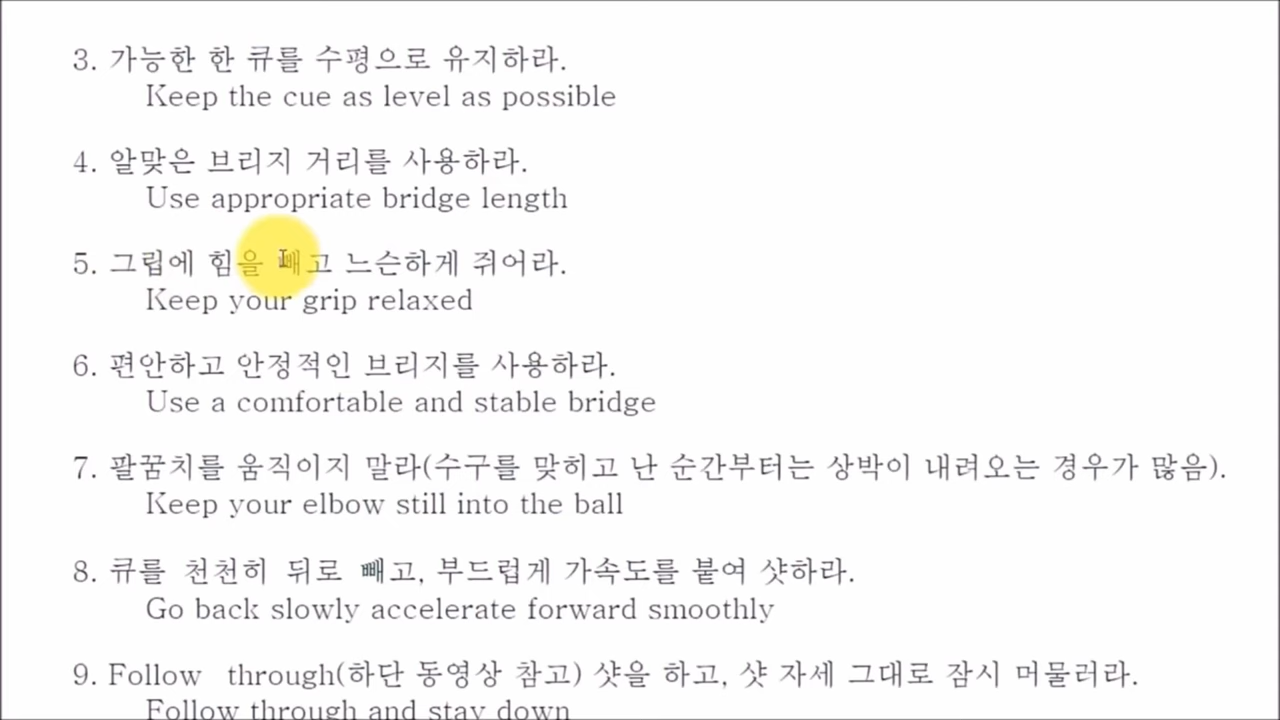 3. 가능한 한 큐를 수평으로 유지하라.
Keep the cue as level as possible
4. 알맞은 브리지 거리를 사용하라.
Use appropriate bridge length
5. 그립에 힘을 빼고 느슨하게 쥐어라.
Keep your grip relaxed
6. 편안하고 안정적인 브리지를 사용하라.
Use a comfortable and stable bridge
7. 팔꿈치를 움직이지 말라(수구를 맞히고 난 순간부터는 상박이 내려오는 경우가 많음).
Keep your elbow still into the ball
8. 큐를 천천히 뒤로 빼고, 부드럽게 가속도를 붙여 샷하라.
Go back slowly accelerate forward smoothly
9. Follow through(하단 동영상 참고) 샷을 하고, 샷 자세 그대로 잠시 머물러라.
Follow through and stay down